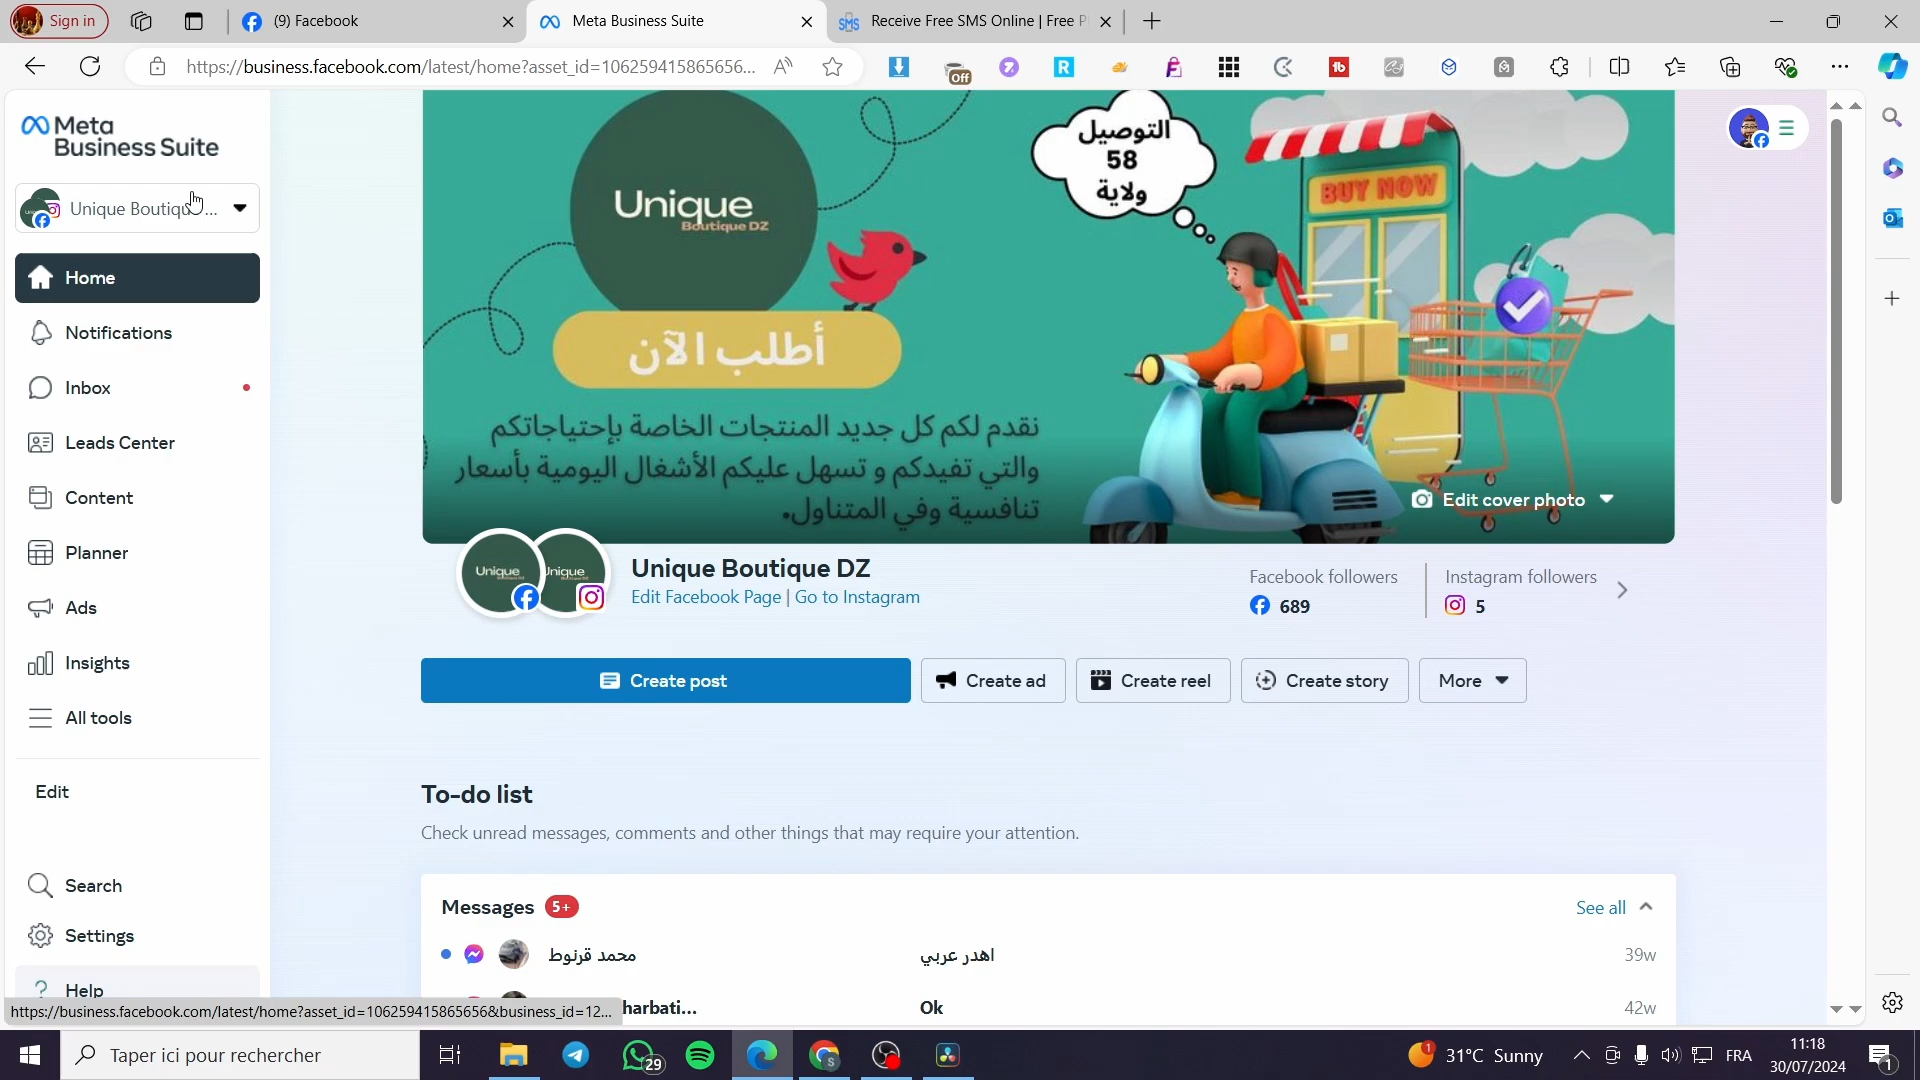 Sign in
(9) Facebook
Meta Business Suite
SMS
Receive Free SMS Online | Free P
https://business.facebook.com/latest/home?asset_id=106259415865656...
Off
Meta
Business Suite
Unique Boutiqu ...
Home
Notifications
Inbox
Leads Center
Content
Planner
Ads
Insights
All tools
Edit
Search
Settings
Help
Unique
Boutique DZ
أطلب الآن
التوصيل
58
ولاية
BUY NOW
نقدم لكم كل جديد المنتجات الخاصة بإحتياجاتكم
والتي تفيدكم و تسهل عليكم الأشغال اليومية بأسعار
تنافسية وفي المتناول.
Edit cover photo
Unique
Unique Boutique DZ
Edit Facebook Page | Go to Instagram
Facebook followers
689
Instagram followers
5
Create post
Create ad
Create reel
Create story
More
To-do list
Check unread messages, comments and other things that may require your attention.
Messages 5+
See all
محمد قرنوط
اهدر عربي
39w
harbati...
Ok
42w
https://business.facebook.com/latest/home?asset_id=106259415865656&business_id=12...
Taper ici pour rechercher
29
1
31°C Sunny
FRA
11:18
30/07/2024
1